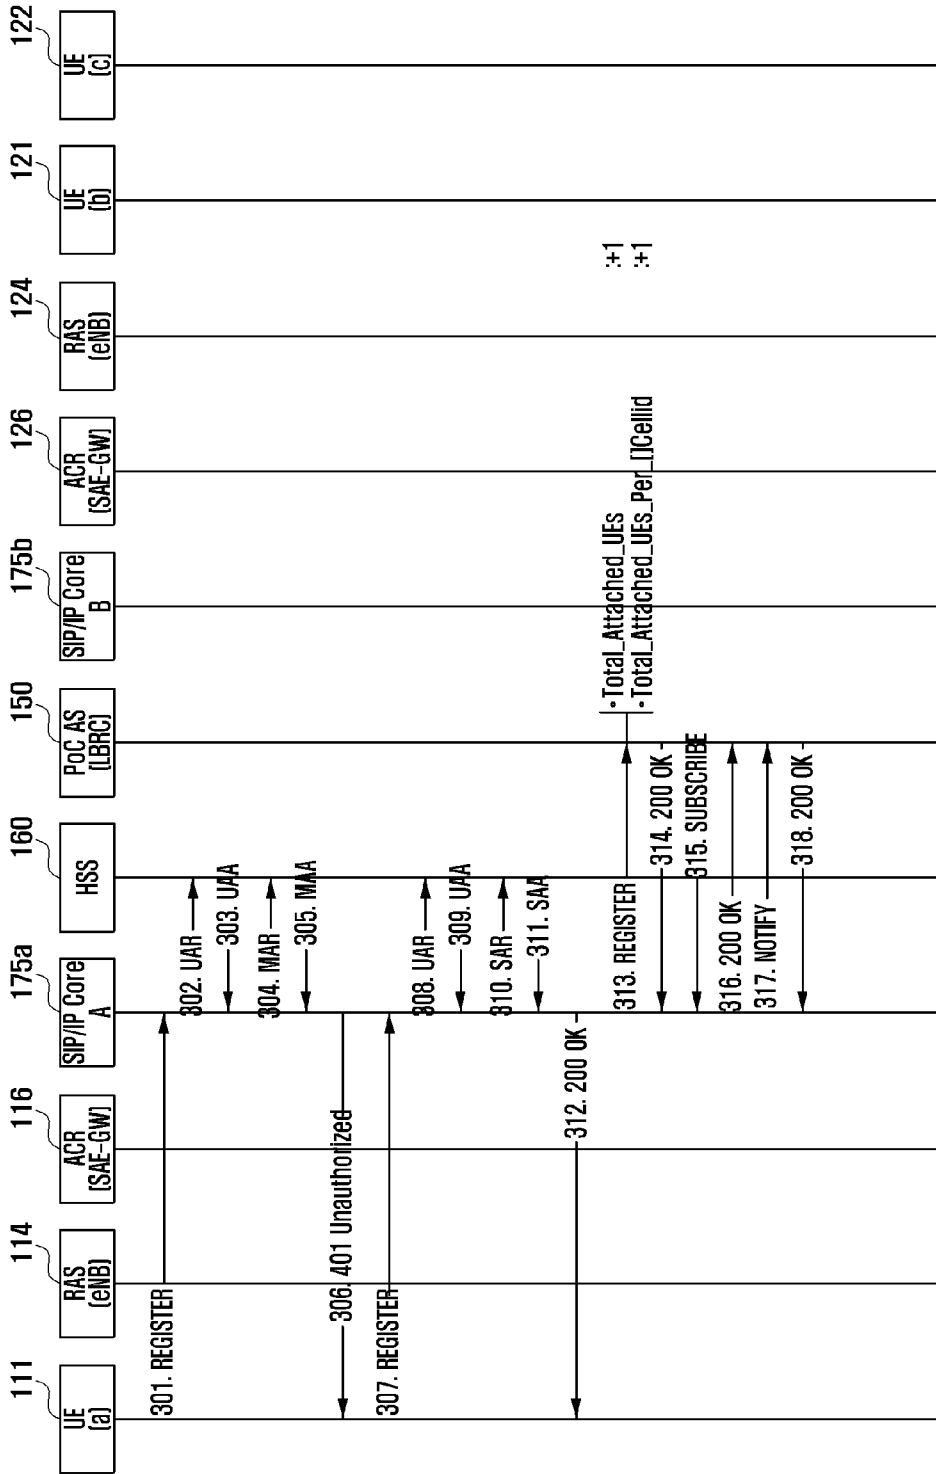 111
114
116
175a
160
150
175b
126
124
121
122
UE
(a)
RAS
(eNB)
ACR
(SAE-GW)
SIP/IP Core
A
HSS
PoC AS
(LBRC)
SIP/IP Core
B
ACR
(SAE-GW)
RAS
(eNB)
UE
(b)
UE
(c)
301. REGISTER
302. UAR
303. UAA
304. MAR
305. MAA
306. 401 Unauthorized
307. REGISTER
308. UAR
309. UAA
310. SAR
311. SAA
312. 200 OK
313. REGISTER
• Total_Attached_UEs :+1
• Total_Attached_UEs_Per_[]Cellid :+1
314. 200 OK
315. SUBSCRIBE
316. 200 OK
317. NOTIFY
318. 200 OK